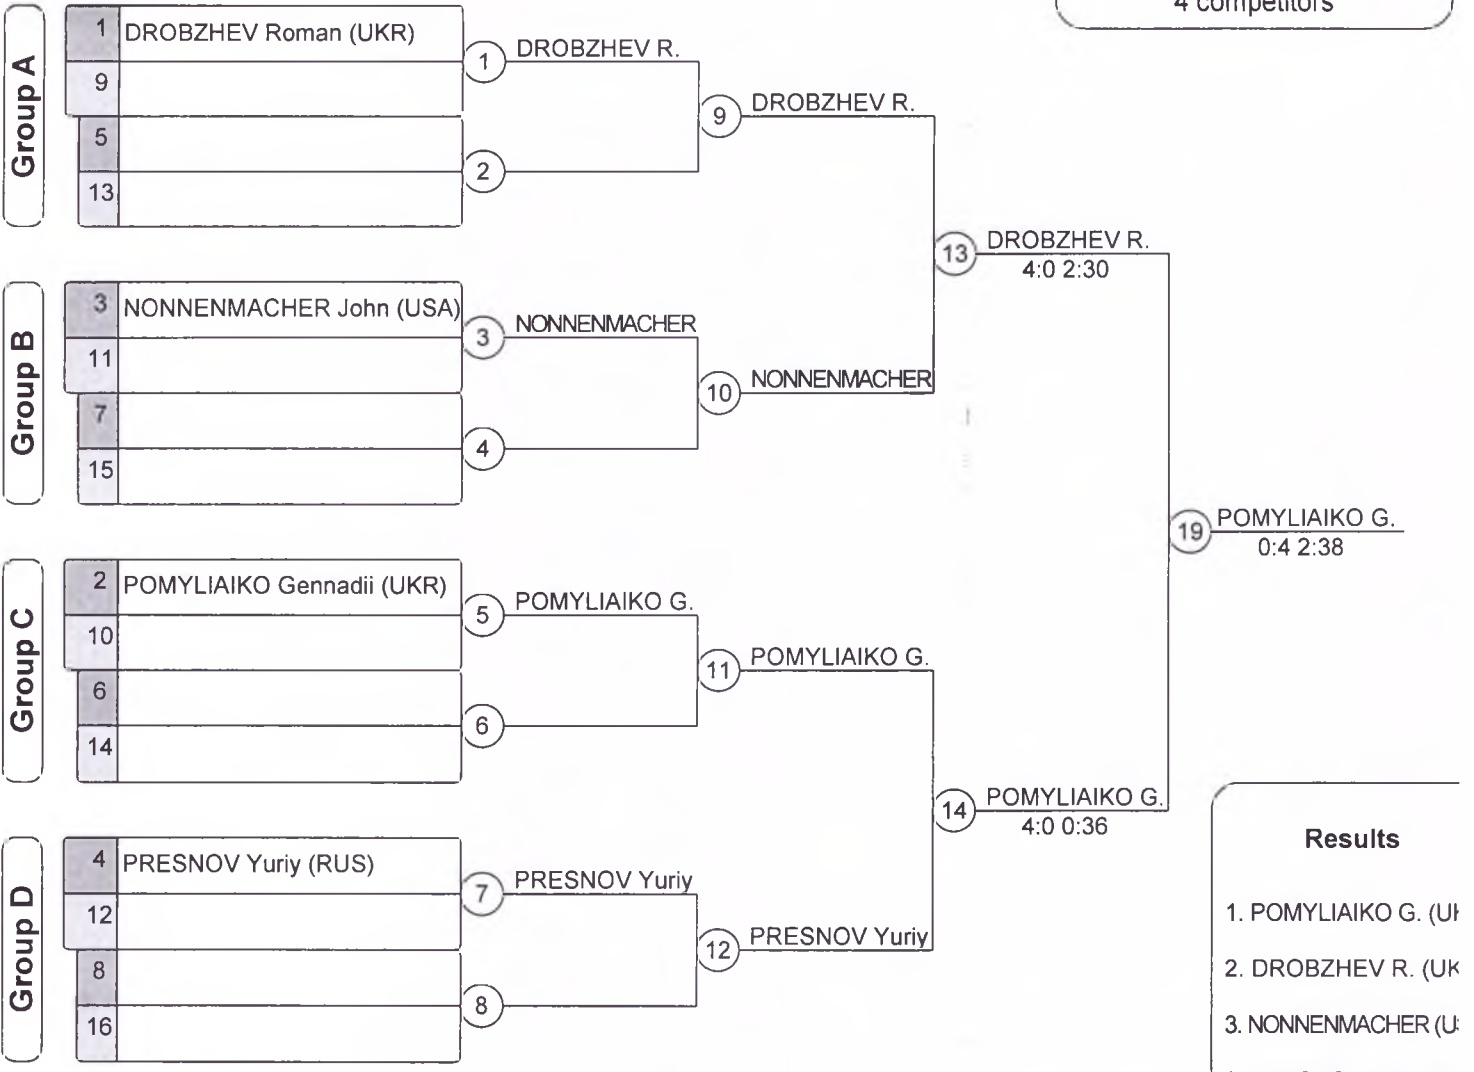 4 competitors
Group A
1 DROBZHEV Roman (UKR)
9
5
13
1 DROBZHEV R.
2
9 DROBZHEV R.
Group B
3 NONNENMACHER John (USA)
11
7
15
3 NONNENMACHER
4
10 NONNENMACHER
13 DROBZHEV R.
4:0 2:30
Group C
2 POMYLIAIKO Gennadii (UKR)
10
6
14
5 POMYLIAIKO G.
6
11 POMYLIAIKO G.
Group D
4 PRESNOV Yuriy (RUS)
12
8
16
7 PRESNOV Yuriy
8
12 PRESNOV Yuriy
14 POMYLIAIKO G.
4:0 0:36
19 POMYLIAIKO G.
0:4 2:38
Results
1. POMYLIAIKO G. (U
2. DROBZHEV R. (UK
3. NONNENMACHER (U